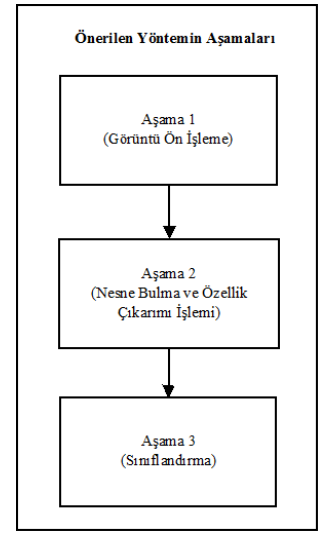 Önerilen Yöntemin Aşamaları
Aşama 1
(Görüntü Ön İşleme)
Aşama 2
(Nesne Bulma ve Özellik
Çıkarımı İşlemi)
Aşama 3
(Sınıflandırma)